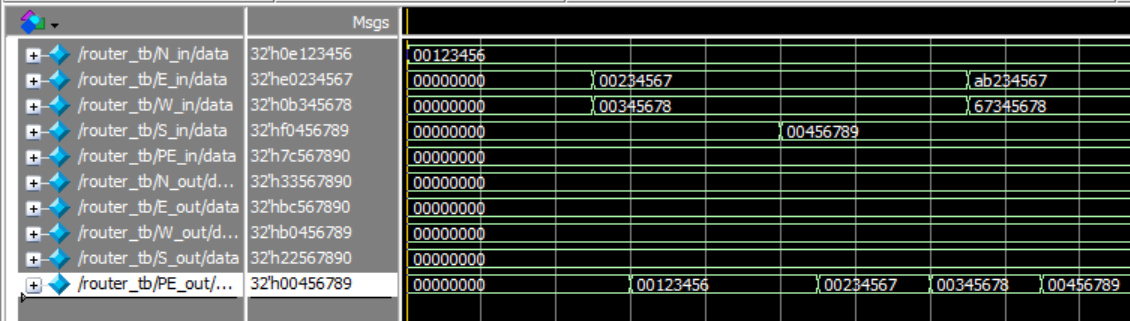 Msgs
/router_tb/N_in/data 32'h0e123456 00123456
/router_tb/E_in/data 32'he0234567 00000000 00234567 ab234567
/router_tb/W_in/data 32'h0b345678 00000000 00345678 67345678
/router_tb/S_in/data 32'hf0456789 00000000 00456789
/router_tb/PE_in/data 32'h7c567890 00000000
/router_tb/N_out/d... 32'h33567890 00000000
/router_tb/E_out/data 32'hbc567890 00000000
/router_tb/W_out/d... 32'hb0456789 00000000
/router_tb/S_out/data 32'h22567890 00000000
/router_tb/PE_out/... 32'h00456789 00000000 00123456 00234567 00345678 00456789